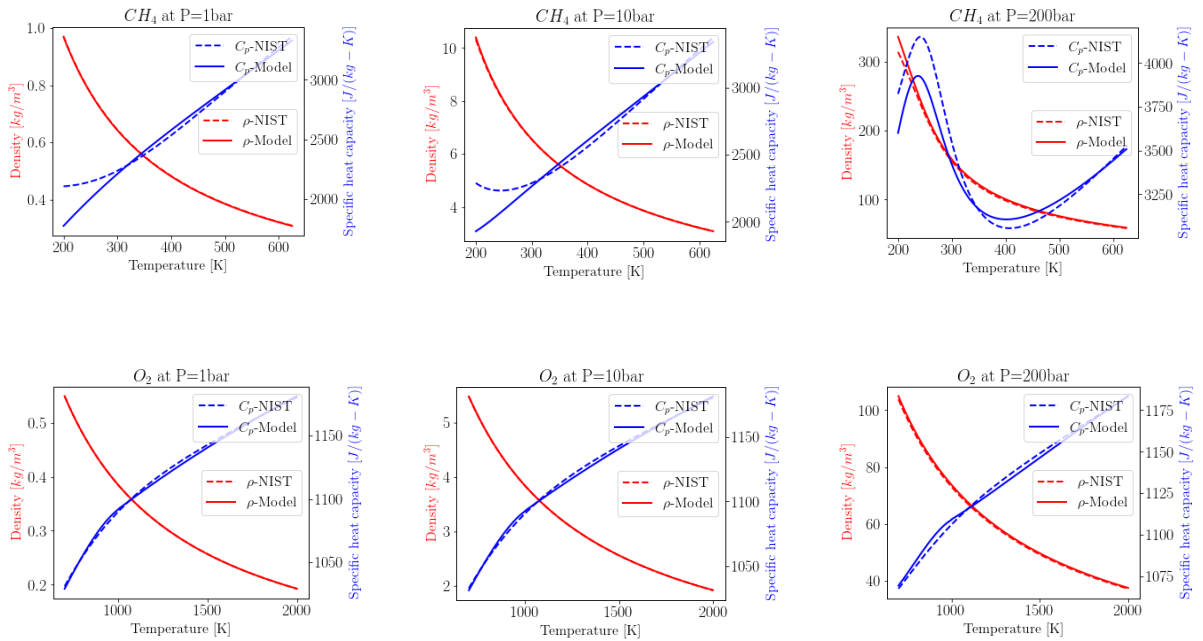 CH₄ at P=1bar
1.0
0.8
0.6
0.4
Density [kg/m³]
200 300 400 500 600
Temperature [K]
3000
2500
2000
Specific heat capacity [J/(kg − K)]
Cₚ-NIST
Cₚ-Model
ρ-NIST
ρ-Model
CH₄ at P=10bar
10
8
6
4
Density [kg/m³]
200 300 400 500 600
Temperature [K]
3000
2500
2000
Specific heat capacity [J/(kg − K)]
Cₚ-NIST
Cₚ-Model
ρ-NIST
ρ-Model
CH₄ at P=200bar
300
200
100
Density [kg/m³]
200 300 400 500 600
Temperature [K]
4000
3750
3500
3250
Specific heat capacity [J/(kg − K)]
Cₚ-NIST
Cₚ-Model
ρ-NIST
ρ-Model
O₂ at P=1bar
0.5
0.4
0.3
0.2
Density [kg/m³]
1000 1500 2000
Temperature [K]
1150
1100
1050
Specific heat capacity [J/(kg − K)]
Cₚ-NIST
Cₚ-Model
ρ-NIST
ρ-Model
O₂ at P=10bar
5
4
3
2
Density [kg/m³]
1000 1500 2000
Temperature [K]
1150
1100
1050
Specific heat capacity [J/(kg − K)]
Cₚ-NIST
Cₚ-Model
ρ-NIST
ρ-Model
O₂ at P=200bar
100
80
60
40
Density [kg/m³]
1000 1500 2000
Temperature [K]
1175
1150
1125
1100
1075
Specific heat capacity [J/(kg − K)]
Cₚ-NIST
Cₚ-Model
ρ-NIST
ρ-Model